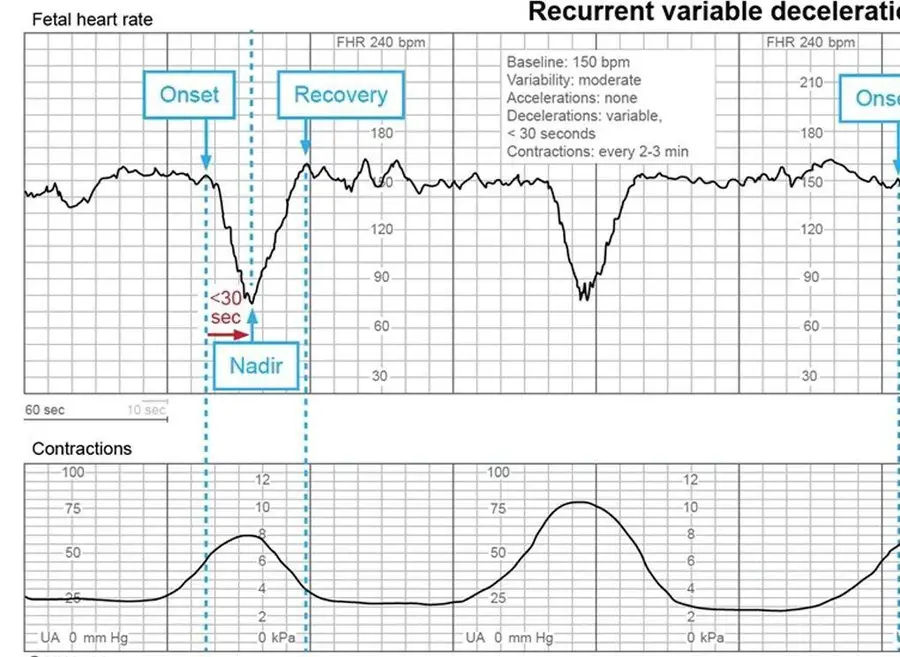 Recurrent variable decelerati
Fetal heart rate
FHR 240 bpm
FHR 240 bpm
Baseline: 150 bpm
Variability: moderate
Accelerations: none
Decelerations: variable,
< 30 seconds
Contractions: every 2-3 min
210
Onset
Recovery
Onse
180
180
150
150
120
120
90
90
<30
sec
60
60
Nadir
30
30
60 sec
10 sec
Contractions
100
12
100
12
75
10
75
10
8
8
50
6
50
6
4
4
25
25
2
2
UA 0 mm Hg
0 kPa
UA 0 mm Hg
0 kPa